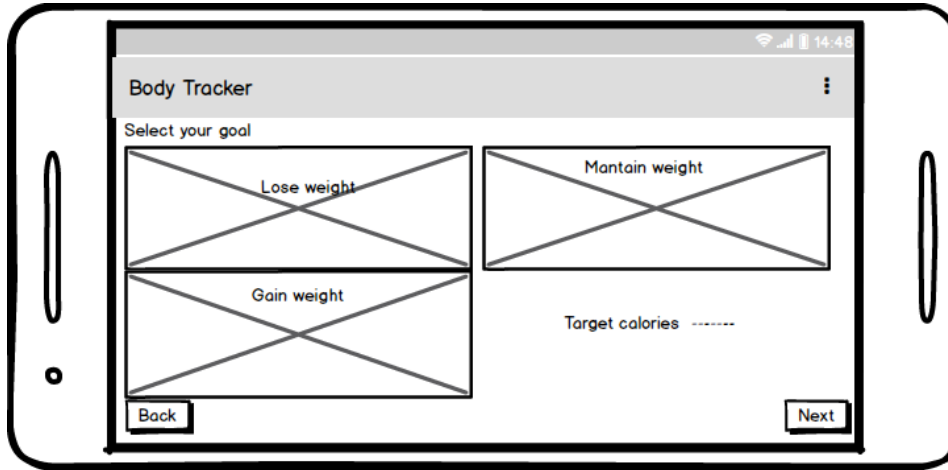 14:48
Body Tracker
Select your goal
Lose weight
Mantain weight
Gain weight
Target calories -------
Back
Next